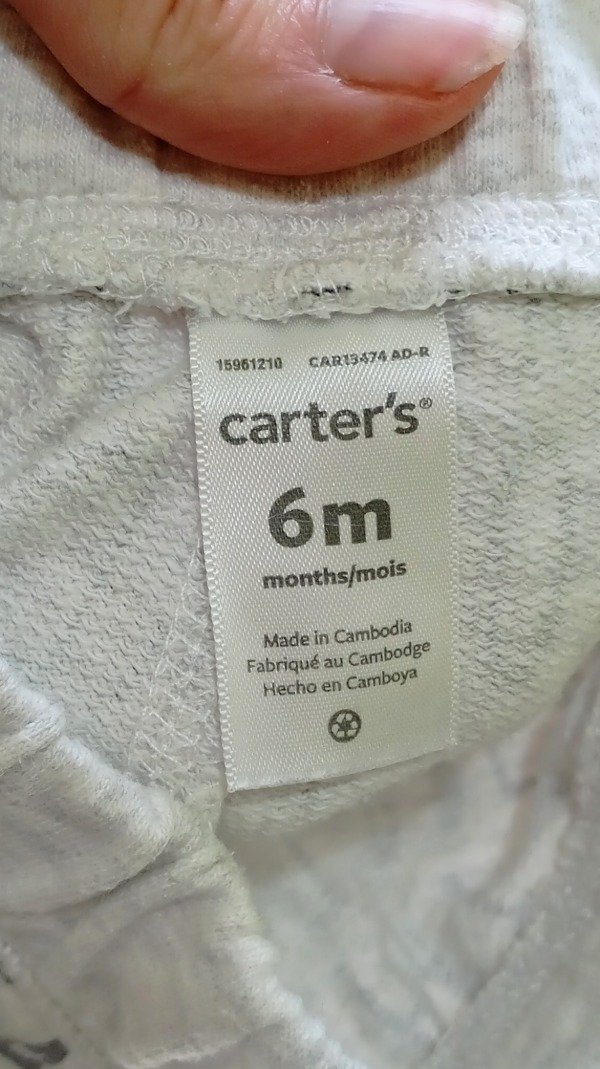 15961210 CAR13474 AD-R
carter's®
6m
months/mois
Made in Cambodia
Fabriqué au Cambodge
Hecho en Camboya